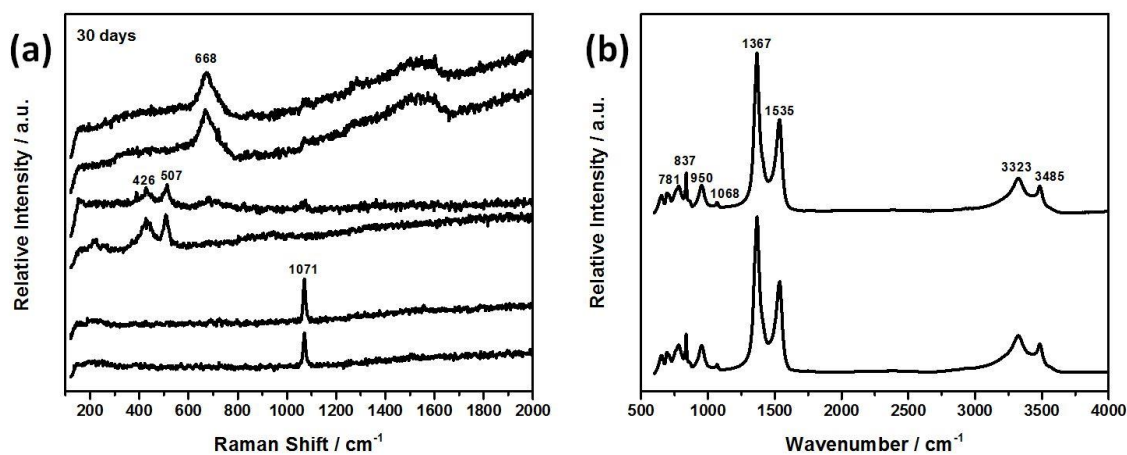 (a)
30 days
668
426
507
1071
Relative Intensity / a.u.
200 400 600 800 1000 1200 1400 1600 1800 2000
Raman Shift / cm⁻¹
(b)
1367
1535
837
781
950
1068
3323
3485
Relative Intensity / a.u.
500 1000 1500 2000 2500 3000 3500 4000
Wavenumber / cm⁻¹